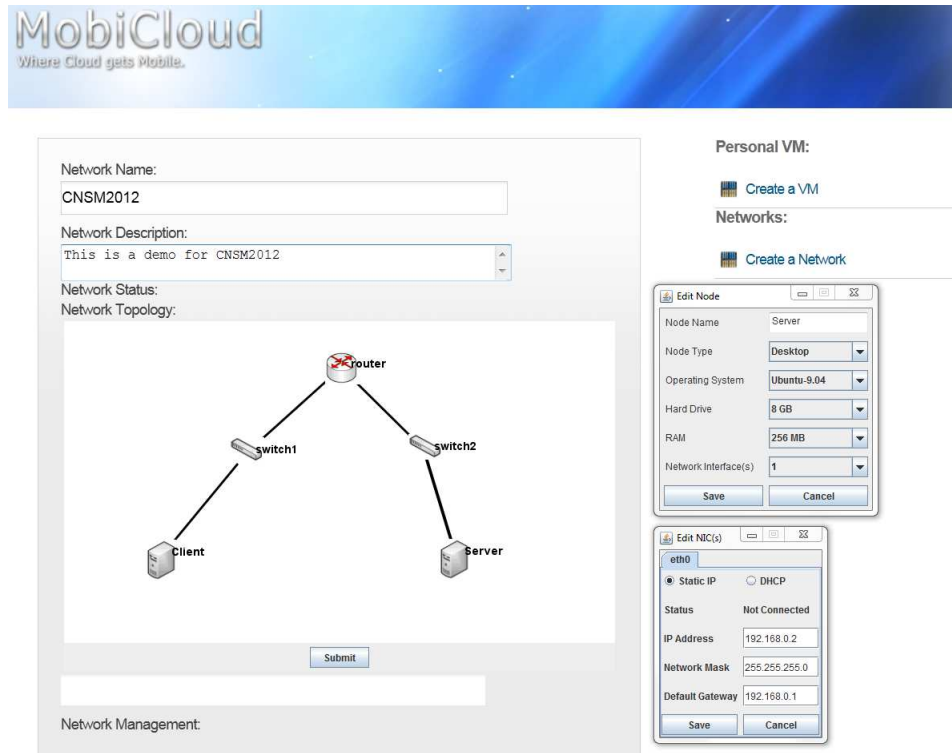 MobiCloud
Where Cloud gets Mobile.
Network Name:
CNSM2012
Network Description:
This is a demo for CNSM2012
Network Status:
Network Topology:
router
switch1
switch2
Client
Server
Submit
Network Management:
Personal VM:
Create a VM
Networks:
Create a Network
Edit Node
Node Name Server
Node Type Desktop
Operating System Ubuntu-9.04
Hard Drive 8 GB
RAM 256 MB
Network Interface(s) 1
Save Cancel
Edit NIC(s)
eth0
Static IP DHCP
Status Not Connected
IP Address 192.168.0.2
Network Mask 255.255.255.0
Default Gateway 192.168.0.1
Save Cancel